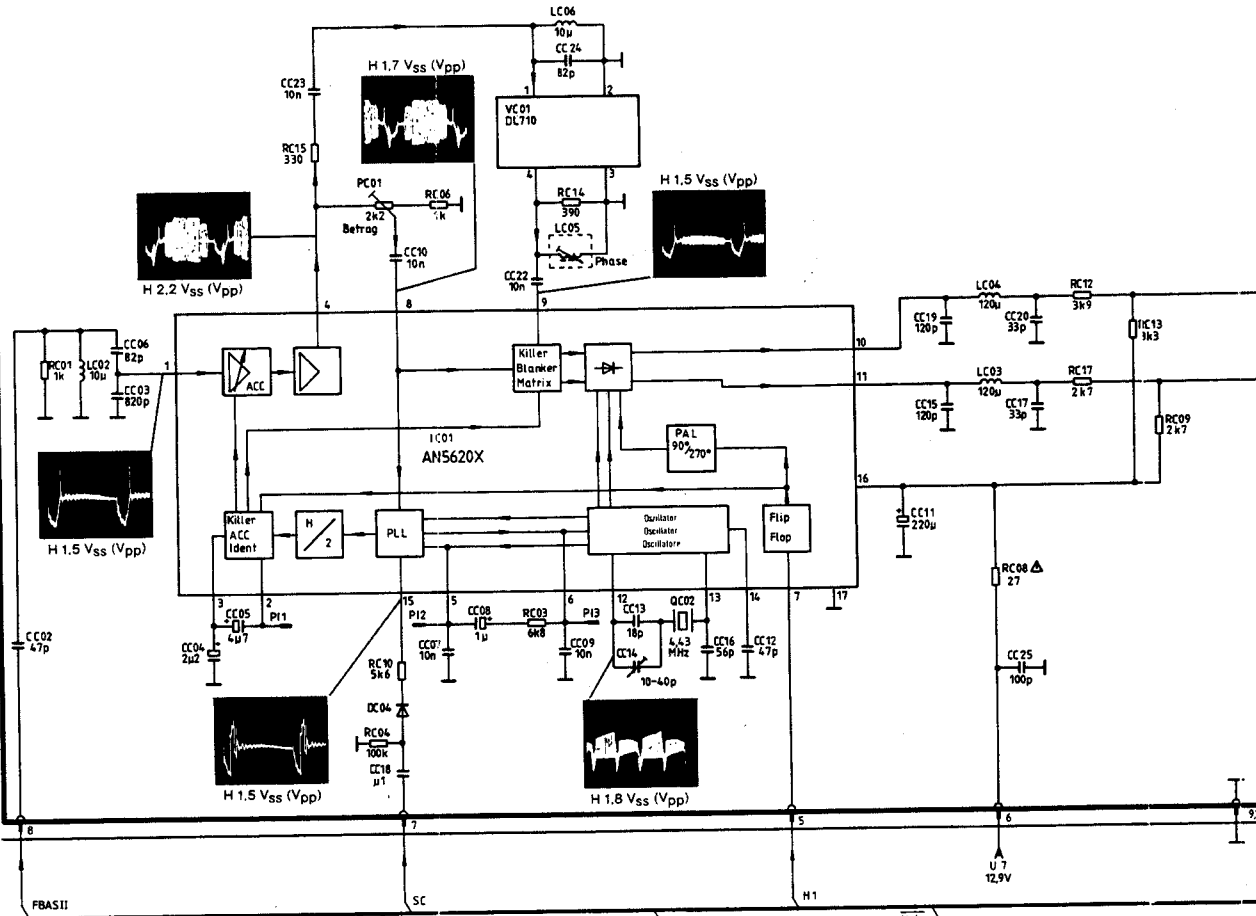 LC06
10µ
CC24
82p
H 1,7 VSS (Vpp)
CC23
10n
1
2
VC01
DL710
RC15
330
4
3
PC01
2k2
Betrag
RC06
1k
RC14
390
H 1,5 VSS (Vpp)
LC05
Phase
CC10
10n
CC22
10n
H 2,2 VSS (Vpp)
4
8
9
LC04
120µ
RC12
3k9
CC19
120p
CC20
33p
3k3
CC06
82p
RC01
1k
LC02
10µ
1
CC03
820p
ACC
Killer
Blanker
Matrix
10
11
LC03
120µ
RC17
2k7
CC15
120p
CC17
33p
RC09
2k7
IC01
AN5620X
PAL
90°/270°
16
H 1,5 VSS (Vpp)
Killer
ACC
Ident
H/2
PLL
Oszillator
Oscillator
Oscillatore
Flip
Flop
CC11
220µ
RC08
27
3
2
15
5
6
12
13
14
7
17
CC05
4µ7
PI1
CC04
2µ2
PI2
CC08
1µ
RC03
6k8
PI3
CC07
10n
CC09
10n
CC13
18p
QC02
4,43
MHz
CC14
10-40p
CC16
56p
CC12
47p
CC02
47p
RC10
5k6
DC04
RC04
100k
CC18
µ1
CC25
100p
H 1,5 VSS (Vpp)
H 1,8 VSS (Vpp)
8
7
5
6
9
U7
12,9V
FBASII
SC
H1